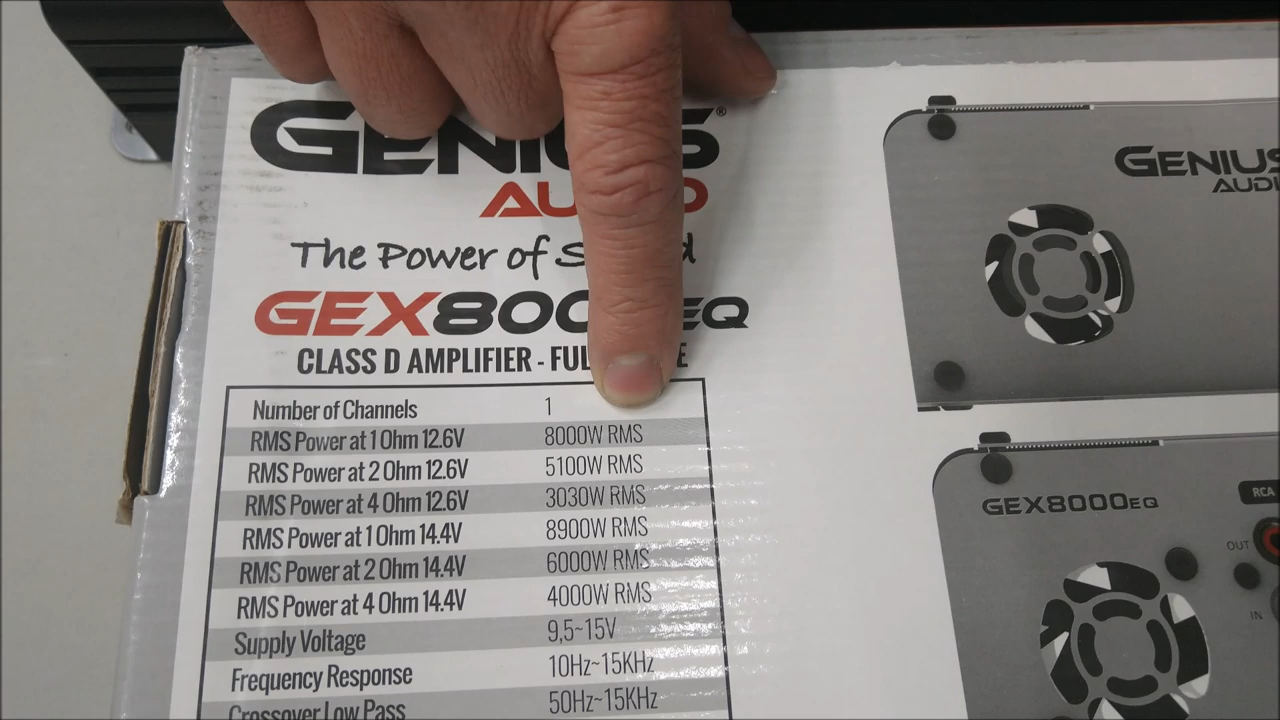 GENIUS®
AUDIO
The Power of
GEX8000EQ
CLASS D AMPLIFIER -
Number of Channels 1
RMS Power at 1 Ohm 12.6V 8000W RMS
RMS Power at 2 Ohm 12.6V 5100W RMS
RMS Power at 4 Ohm 12.6V 3030W RMS
RMS Power at 1 Ohm 14.4V 8900W RMS
RMS Power at 2 Ohm 14.4V 6000W RMS
RMS Power at 4 Ohm 14.4V 4000W RMS
Supply Voltage 9,5~15V
Frequency Response 10Hz~15KHz
Crossover Low Pass 50Hz~15KHz
GENIUS
AUDI
GEX8000EQ
RCA
OUT
IN